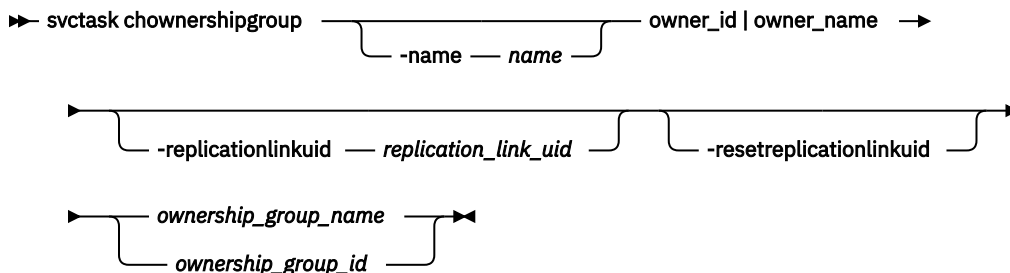 svctask chownershipgroup owner_id | owner_name
-name name
-replicationlinkuid replication_link_uid -resetreplicationlinkuid
ownership_group_name
ownership_group_id